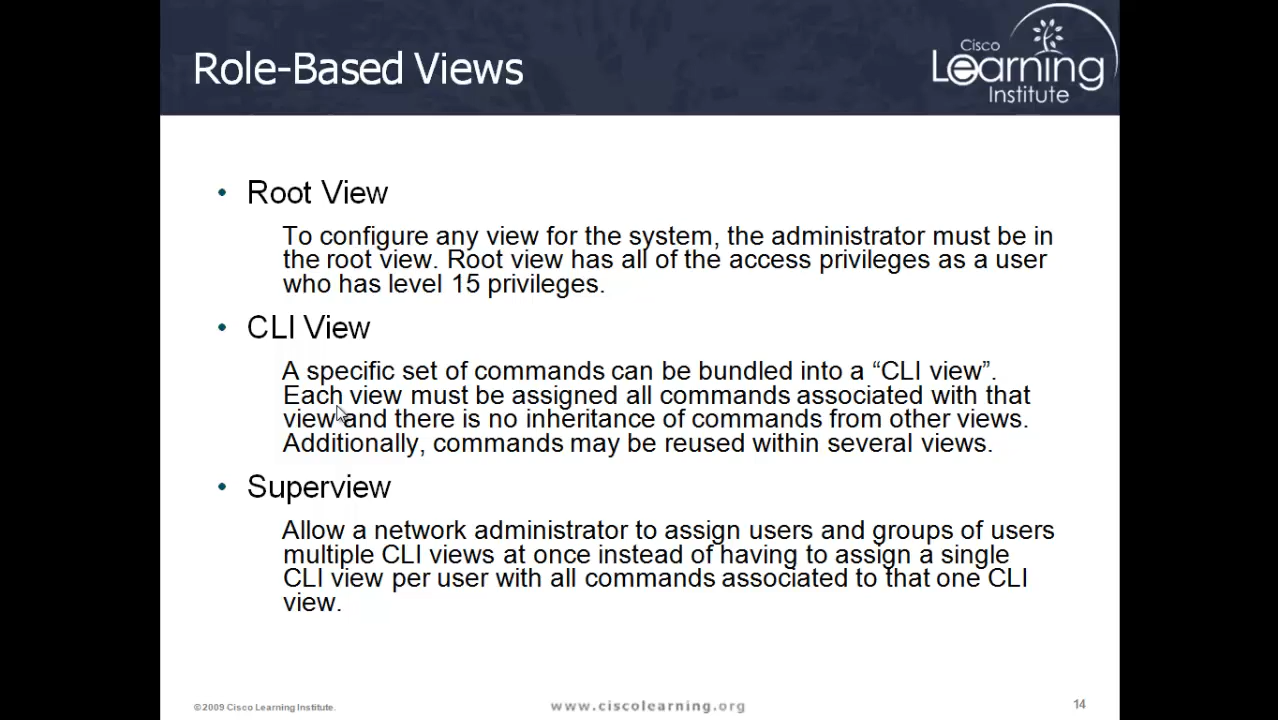 Role-Based Views
Cisco
Learning
Institute
• Root View
To configure any view for the system, the administrator must be in
the root view. Root view has all of the access privileges as a user
who has level 15 privileges.
• CLI View
A specific set of commands can be bundled into a “CLI view”.
Each view must be assigned all commands associated with that
view and there is no inheritance of commands from other views.
Additionally, commands may be reused within several views.
• Superview
Allow a network administrator to assign users and groups of users
multiple CLI views at once instead of having to assign a single
CLI view per user with all commands associated to that one CLI
view.
©2009 Cisco Learning Institute.
www.ciscolearning.org
14